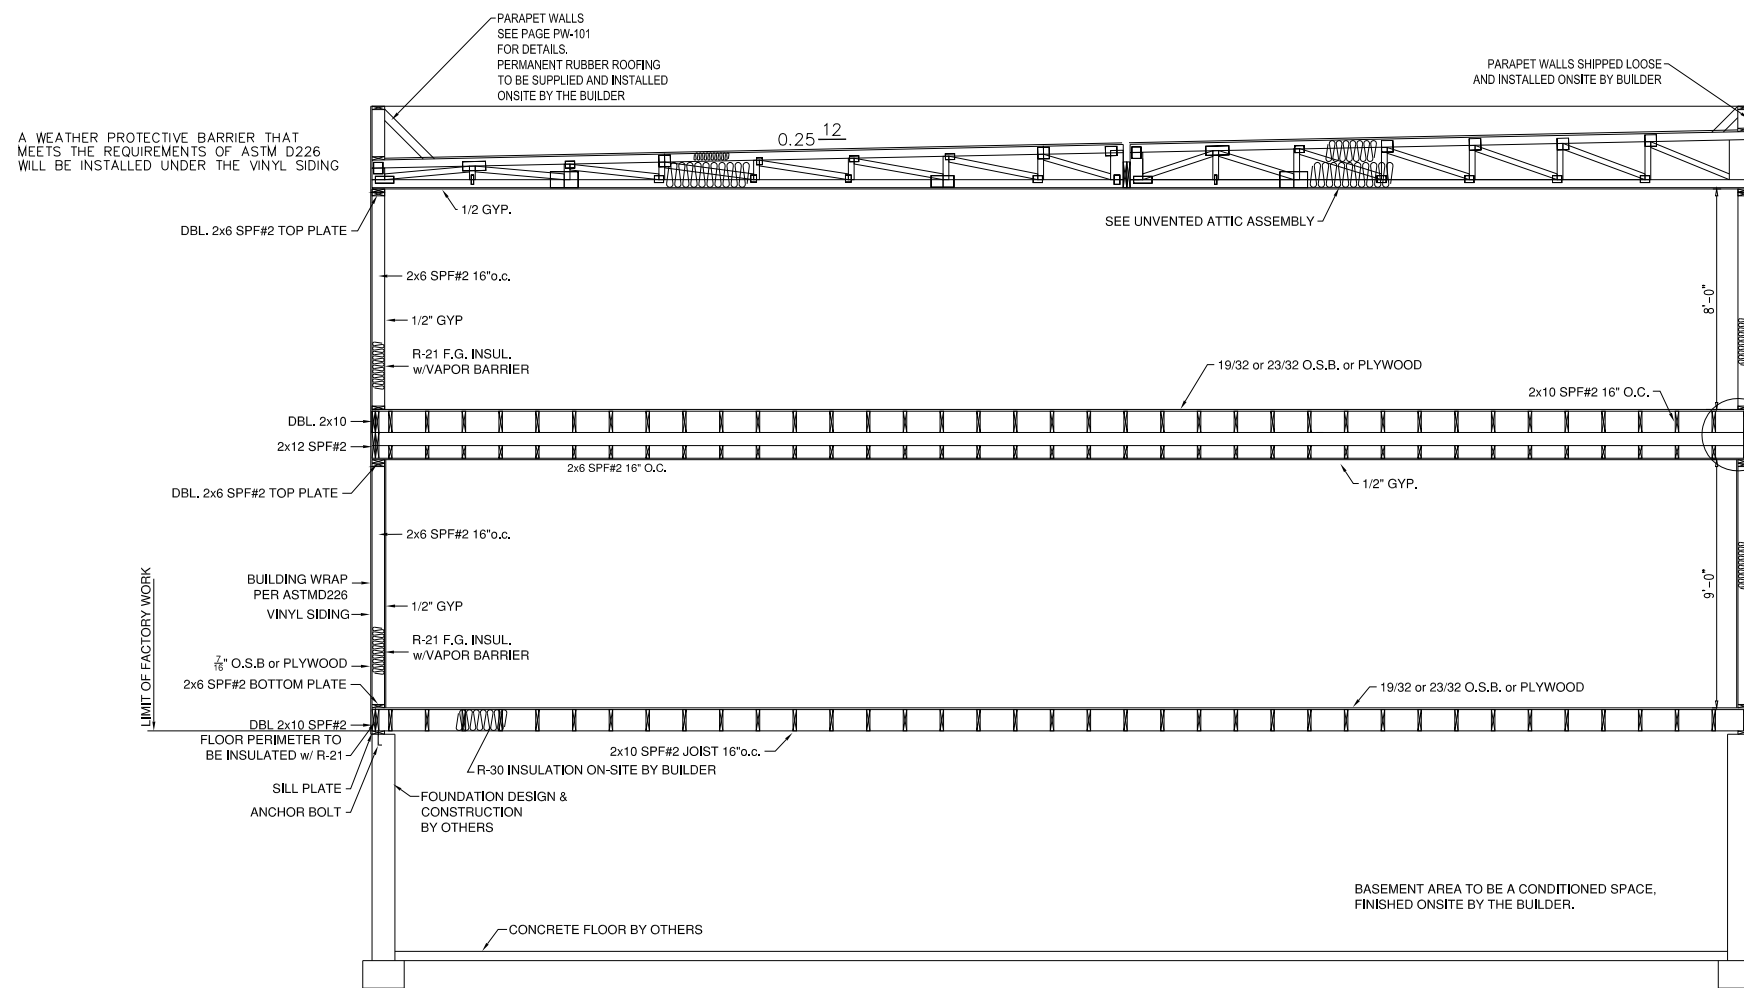 PARAPET WALLS
SEE PAGE PW-101
FOR DETAILS.
PERMANENT RUBBER ROOFING
TO BE SUPPLIED AND INSTALLED
ONSITE BY THE BUILDER
PARAPET WALLS SHIPPED LOOSE
AND INSTALLED ONSITE BY BUILDER
A WEATHER PROTECTIVE BARRIER THAT
MEETS THE REQUIREMENTS OF ASTM D226
WILL BE INSTALLED UNDER THE VINYL SIDING
12
0.25
1/2 GYP.
SEE UNVENTED ATTIC ASSEMBLY
DBL. 2x6 SPF#2 TOP PLATE
2x6 SPF#2 16"o.c.
8'-0"
1/2" GYP
R-21 F.G. INSUL.
w/VAPOR BARRIER
19/32 or 23/32 O.S.B. or PLYWOOD
2x10 SPF#2 16" O.C.
DBL. 2x10
2x12 SPF#2
2x6 SPF#2 16" O.C.
1/2" GYP.
DBL. 2x6 SPF#2 TOP PLATE
2x6 SPF#2 16"o.c.
LIMIT OF FACTORY WORK
BUILDING WRAP
PER ASTMD226
9'-0"
1/2" GYP
VINYL SIDING
R-21 F.G. INSUL.
w/VAPOR BARRIER
7/16" O.S.B or PLYWOOD
2x6 SPF#2 BOTTOM PLATE
19/32 or 23/32 O.S.B. or PLYWOOD
DBL 2x10 SPF#2
FLOOR PERIMETER TO
BE INSULATED w/ R-21
2x10 SPF#2 JOIST 16"o.c.
R-30 INSULATION ON-SITE BY BUILDER
SILL PLATE
ANCHOR BOLT
FOUNDATION DESIGN &
CONSTRUCTION
BY OTHERS
BASEMENT AREA TO BE A CONDITIONED SPACE,
FINISHED ONSITE BY THE BUILDER.
CONCRETE FLOOR BY OTHERS